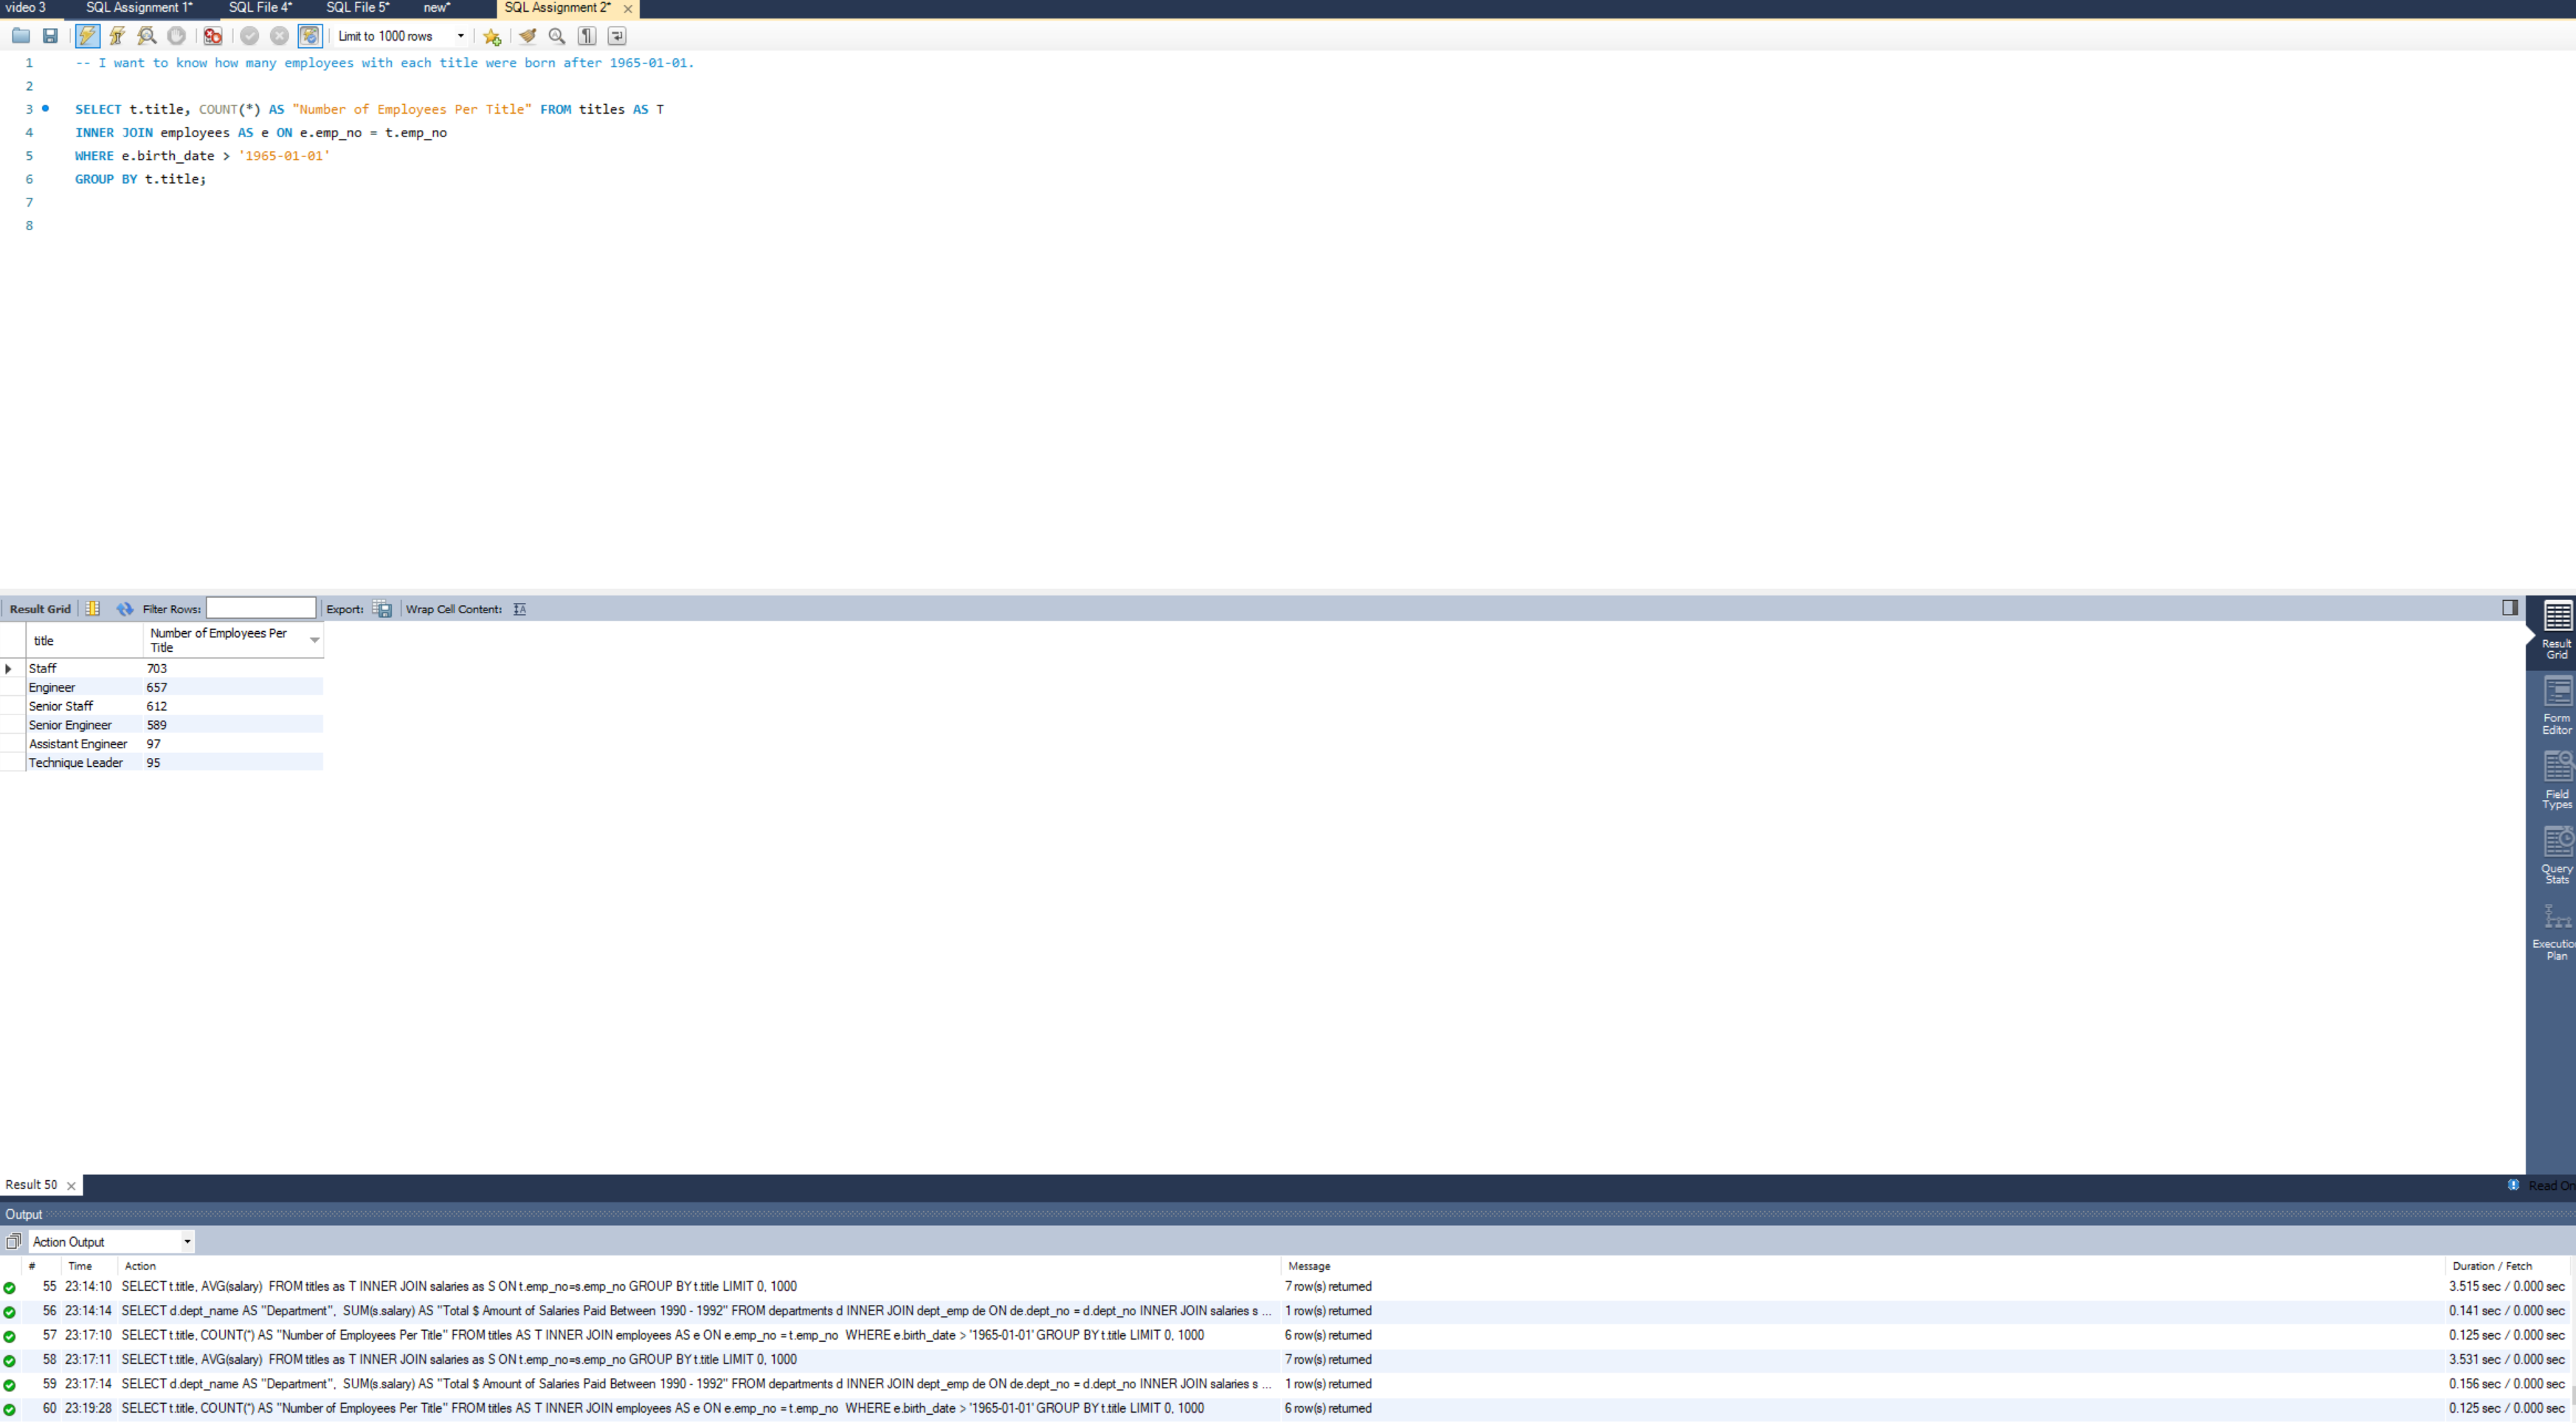 video 3 SQL Assignment 1* SQL File 4* SQL File 5* new* SQL Assignment 2*
Limit to 1000 rows
1 -- I want to know how many employees with each title were born after 1965-01-01.
2
3 SELECT t.title, COUNT(*) AS "Number of Employees Per Title" FROM titles AS T
4 INNER JOIN employees AS e ON e.emp_no = t.emp_no
5 WHERE e.birth_date > '1965-01-01'
6 GROUP BY t.title;
7
8
Result Grid Filter Rows: Export: Wrap Cell Content:
title Number of Employees Per
Title
Staff 703
Engineer 657
Senior Staff 612
Senior Engineer 589
Assistant Engineer 97
Technique Leader 95
Result
Grid
Form
Editor
Field
Types
Query
Stats
Executio
Plan
Result 50 Read On
Output
Action Output
# Time Action Message Duration / Fetch
55 23:14:10 SELECT t.title, AVG(salary) FROM titles as T INNER JOIN salaries as S ON t.emp_no=s.emp_no GROUP BY t.title LIMIT 0, 1000 7 row(s) returned 3.515 sec / 0.000 sec
56 23:14:14 SELECT d.dept_name AS "Department", SUM(s.salary) AS "Total $ Amount of Salaries Paid Between 1990 - 1992" FROM departments d INNER JOIN dept_emp de ON de.dept_no = d.dept_no INNER JOIN salaries s ... 1 row(s) returned 0.141 sec / 0.000 sec
57 23:17:10 SELECT t.title, COUNT(*) AS "Number of Employees Per Title" FROM titles AS T INNER JOIN employees AS e ON e.emp_no = t.emp_no WHERE e.birth_date > '1965-01-01' GROUP BY t.title LIMIT 0, 1000 6 row(s) returned 0.125 sec / 0.000 sec
58 23:17:11 SELECT t.title, AVG(salary) FROM titles as T INNER JOIN salaries as S ON t.emp_no=s.emp_no GROUP BY t.title LIMIT 0, 1000 7 row(s) returned 3.531 sec / 0.000 sec
59 23:17:14 SELECT d.dept_name AS "Department", SUM(s.salary) AS "Total $ Amount of Salaries Paid Between 1990 - 1992" FROM departments d INNER JOIN dept_emp de ON de.dept_no = d.dept_no INNER JOIN salaries s ... 1 row(s) returned 0.156 sec / 0.000 sec
60 23:19:28 SELECT t.title, COUNT(*) AS "Number of Employees Per Title" FROM titles AS T INNER JOIN employees AS e ON e.emp_no = t.emp_no WHERE e.birth_date > '1965-01-01' GROUP BY t.title LIMIT 0, 1000 6 row(s) returned 0.125 sec / 0.000 sec